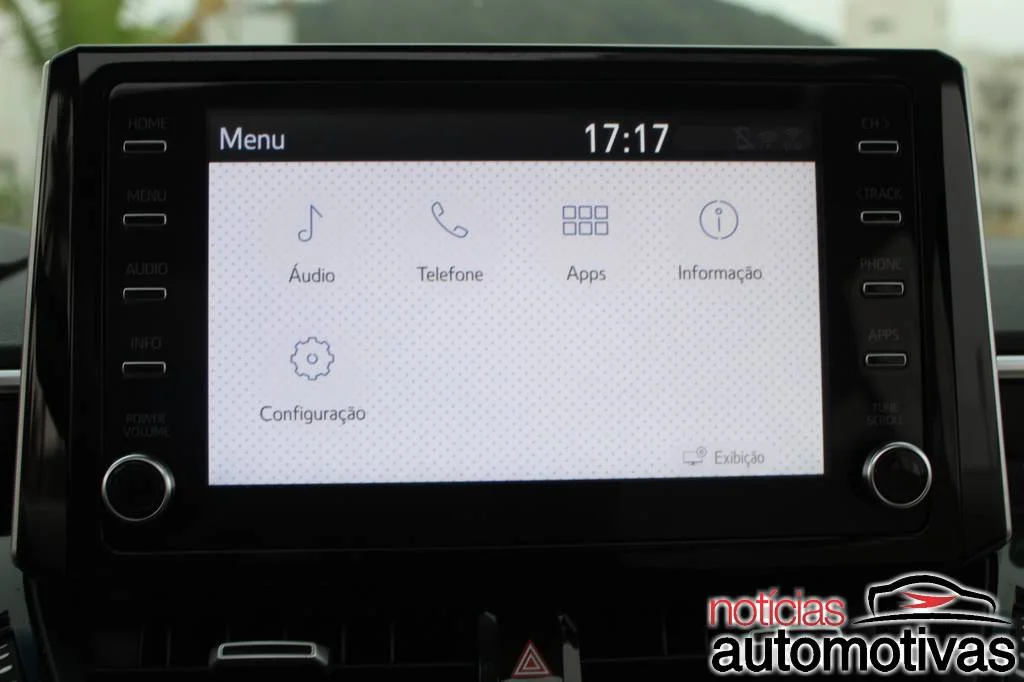 HOME
MENU
AUDIO
INFO
POWER
VOLUME
Menu
17:17
Áudio
Telefone
Apps
Informação
Configuração
Exibição
CH >
< TRACK
PHONE
APPS
TUNE
SCROLL
notícias
automotivas